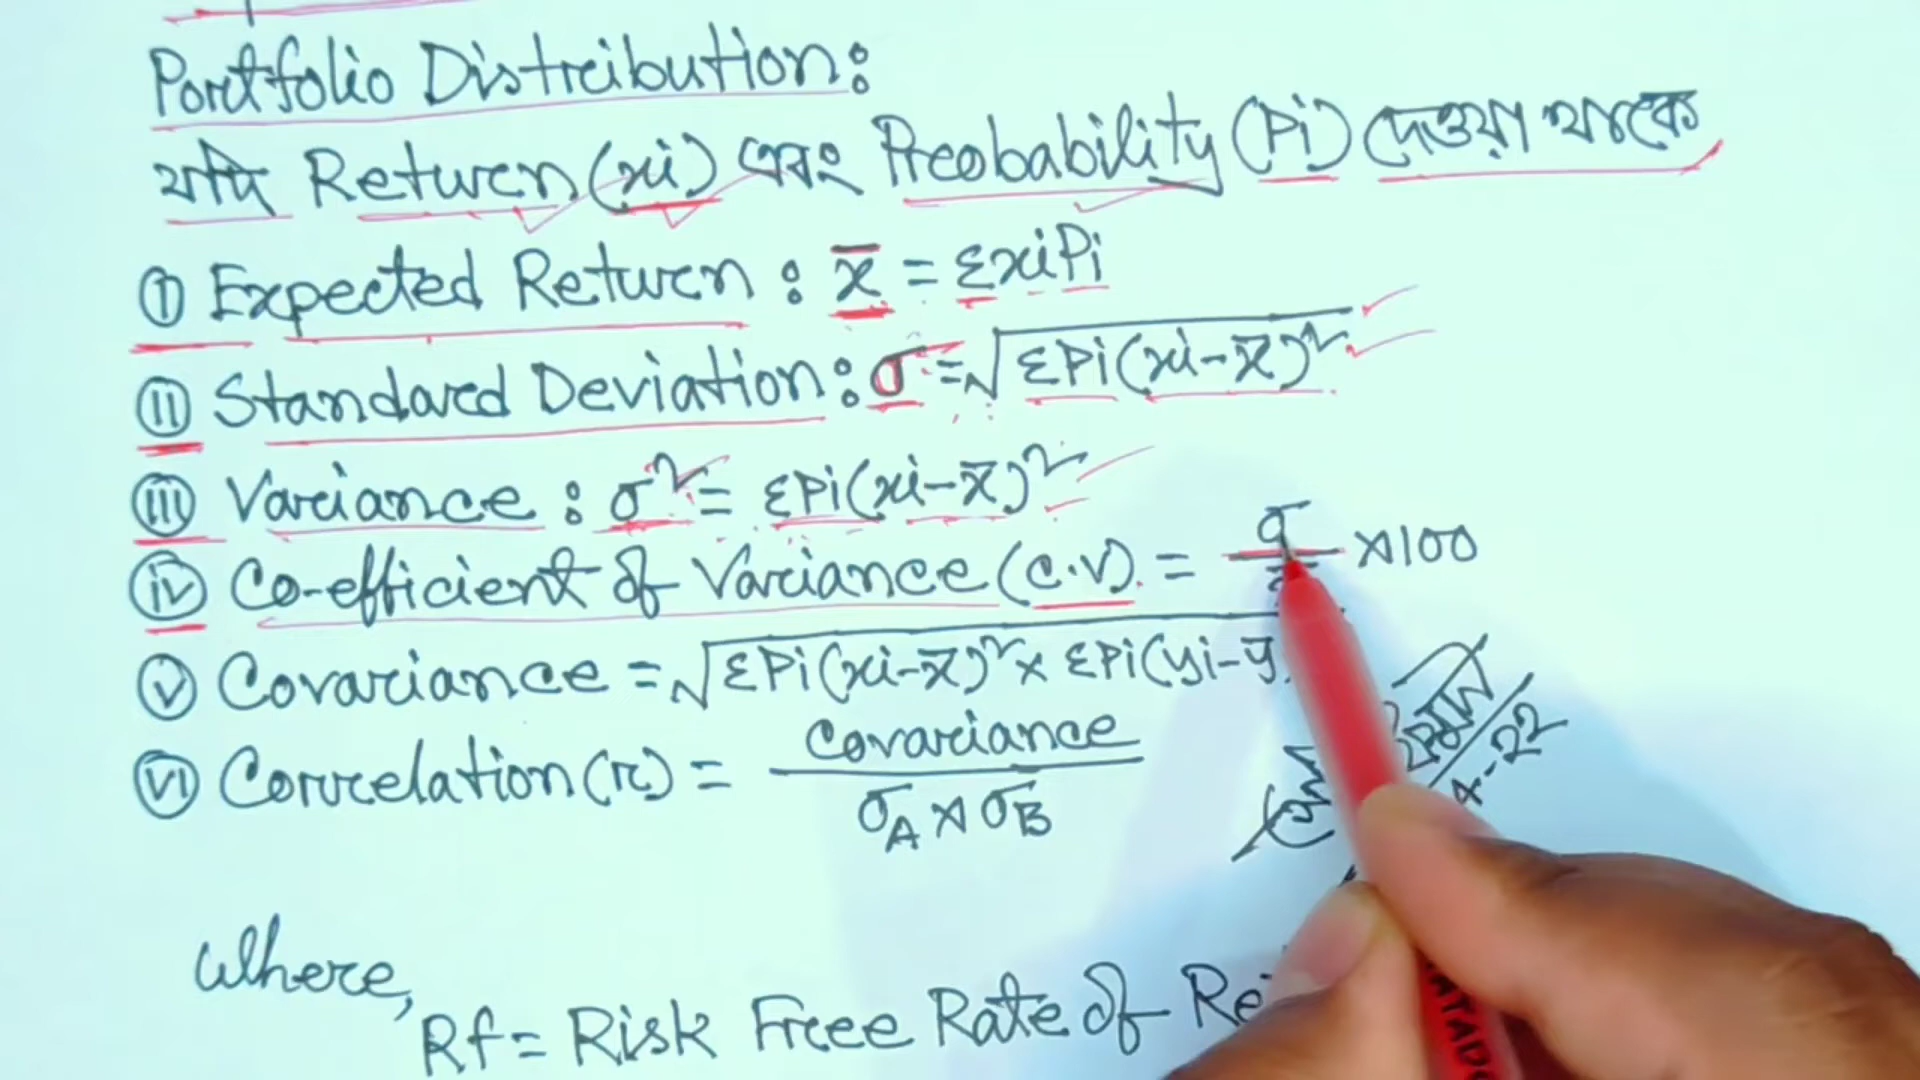 Portfolio Distribution:
যদি Return (xi) এবং Probability (Pi) দেওয়া থাকে
(i) Expected Return : x̄ = Σxipi
(ii) Standard Deviation : σ = √Σpi(xi-x̄)²
(iii) Variance : σ² = Σpi(xi-x̄)²
(iv) Co-efficient of Variance (C.V) = σ/x̄ ×100
(v) Covariance = √Σpi(xi-x̄)² × Σpi(yi-ȳ
(vi) Correlation (r) = Covariance / σA × σB
Where,
Rf = Risk Free Rate of